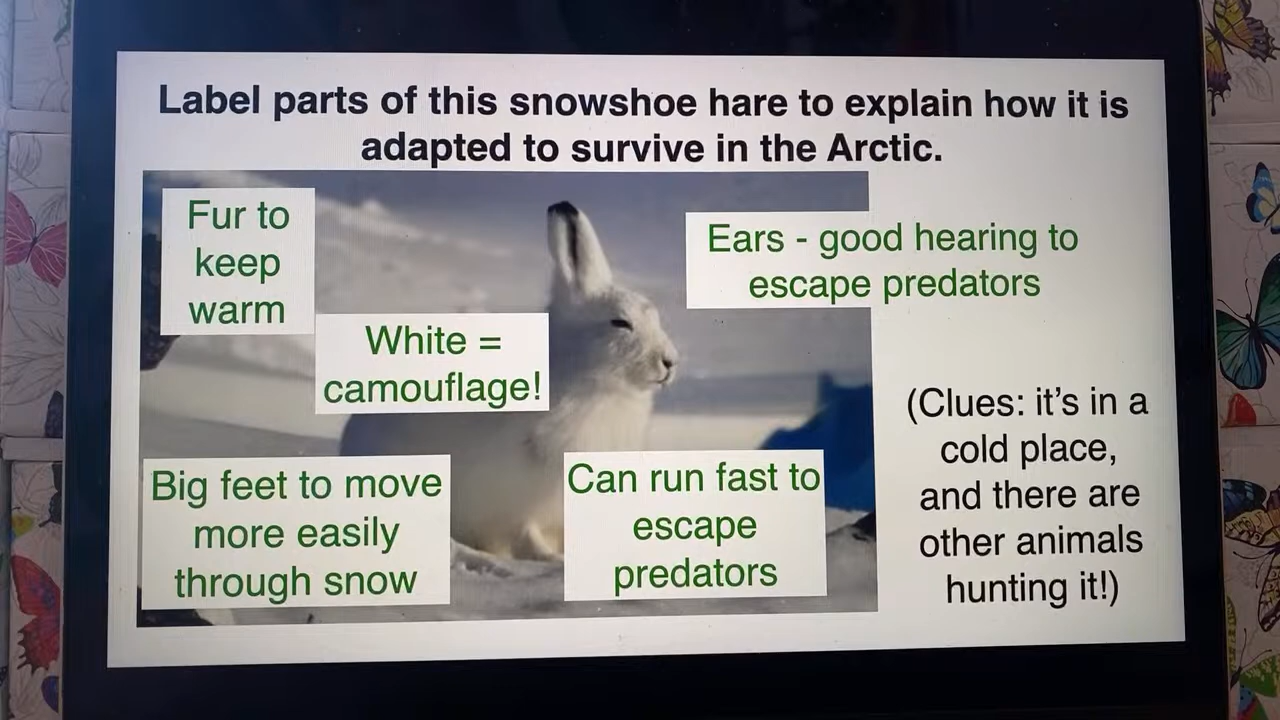 Label parts of this snowshoe hare to explain how it is
adapted to survive in the Arctic.
Fur to
keep
warm
Ears - good hearing to
escape predators
White =
camouflage!
(Clues: it's in a
cold place,
and there are
other animals
hunting it!)
Big feet to move
more easily
through snow
Can run fast to
escape
predators